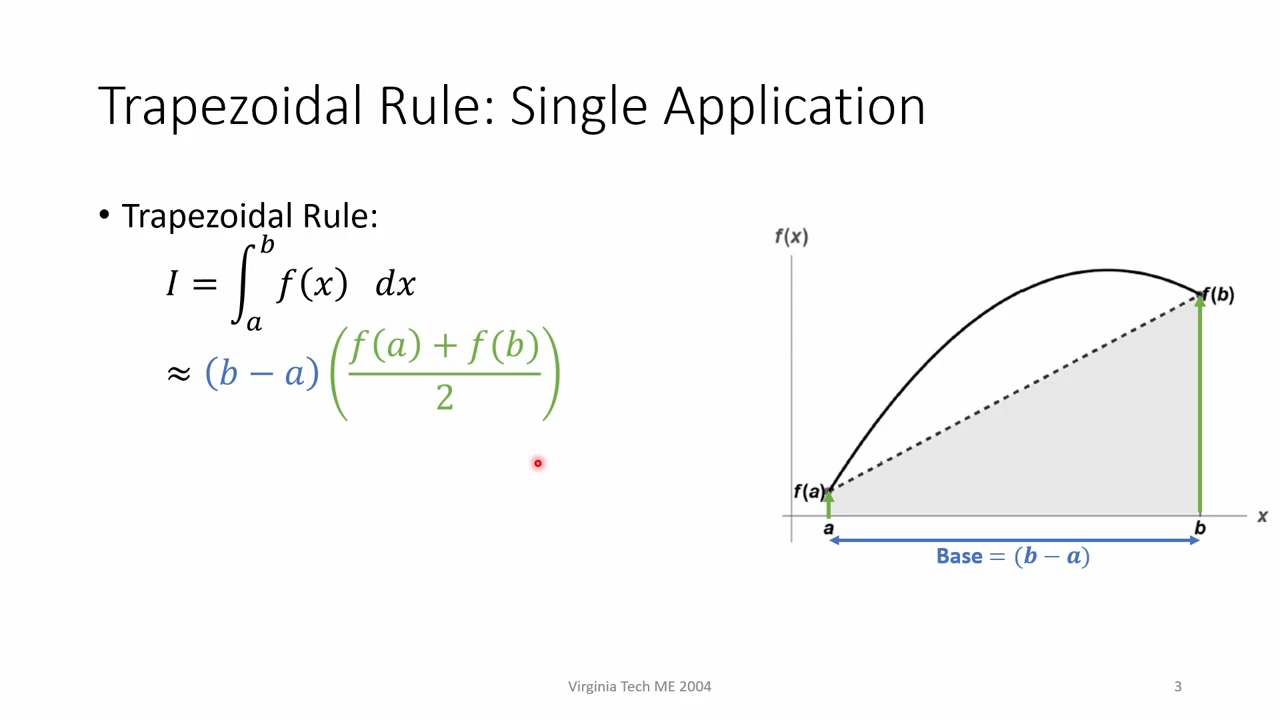 Trapezoidal Rule: Single Application
• Trapezoidal Rule:
I = ∫_a^b f(x) dx
≈ (b − a) ((f(a) + f(b))/2)
f(x)
f(b)
f(a)
a
b
x
Base = (b − a)
Virginia Tech ME 2004
3